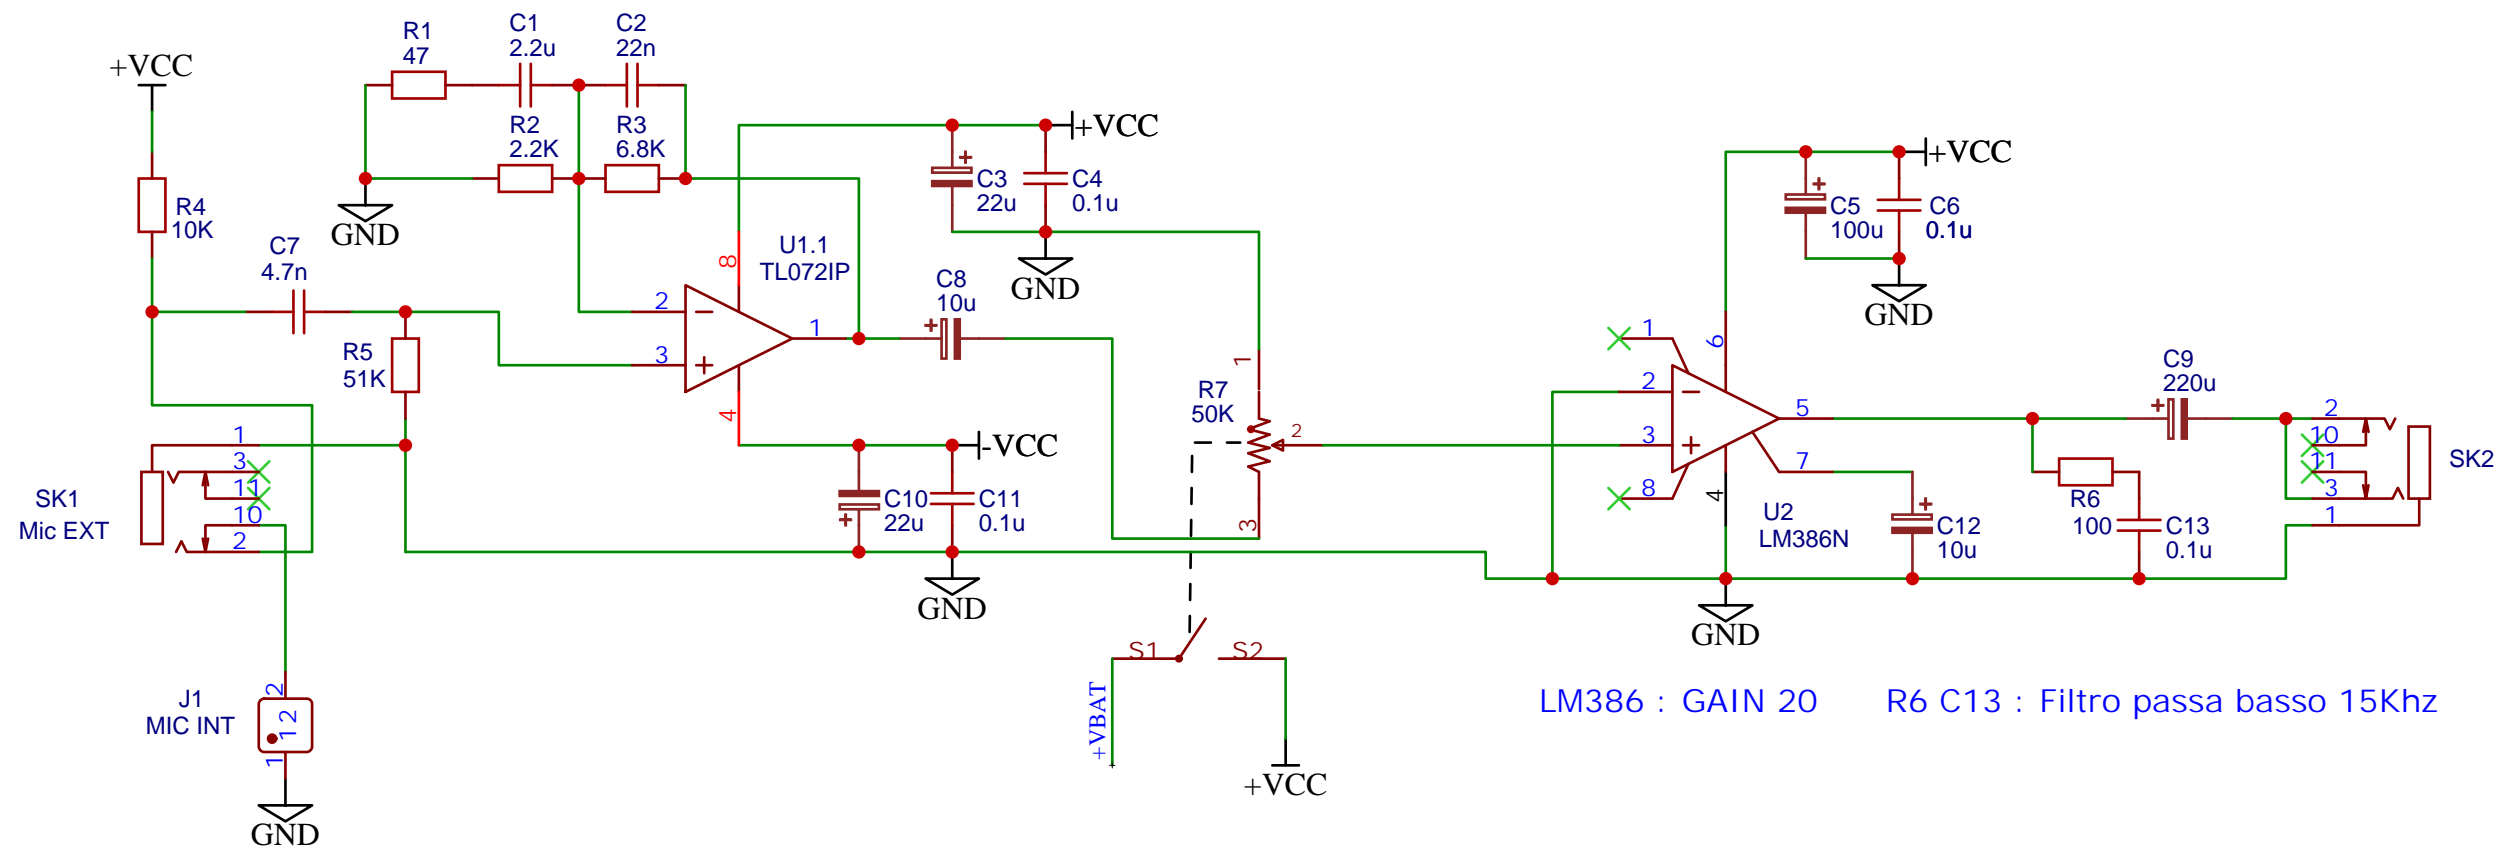 +VCC
R4
10K
R1
47
C1
2.2u
C2
22n
R2
2.2K
R3
6.8K
GND
C7
4.7n
R5
51K
8
U1.1
TL072IP
2
3
1
4
C3
22u
C4
0.1u
+VCC
GND
C8
10u
-VCC
C10
22u
C11
0.1u
GND
1
3
11
10
2
SK1
Mic EXT
J1
MIC INT
2
1 2
1
GND
R7
50K
1
2
3
S1
S2
+VBAT
+VCC
+VCC
C5
100u
C6
0.1u
GND
1
2
3
8
6
5
7
4
U2
LM386N
C12
10u
GND
R6
100
C13
0.1u
C9
220u
2
10
11
3
1
SK2
LM386 : GAIN 20
R6 C13 : Filtro passa basso 15Khz